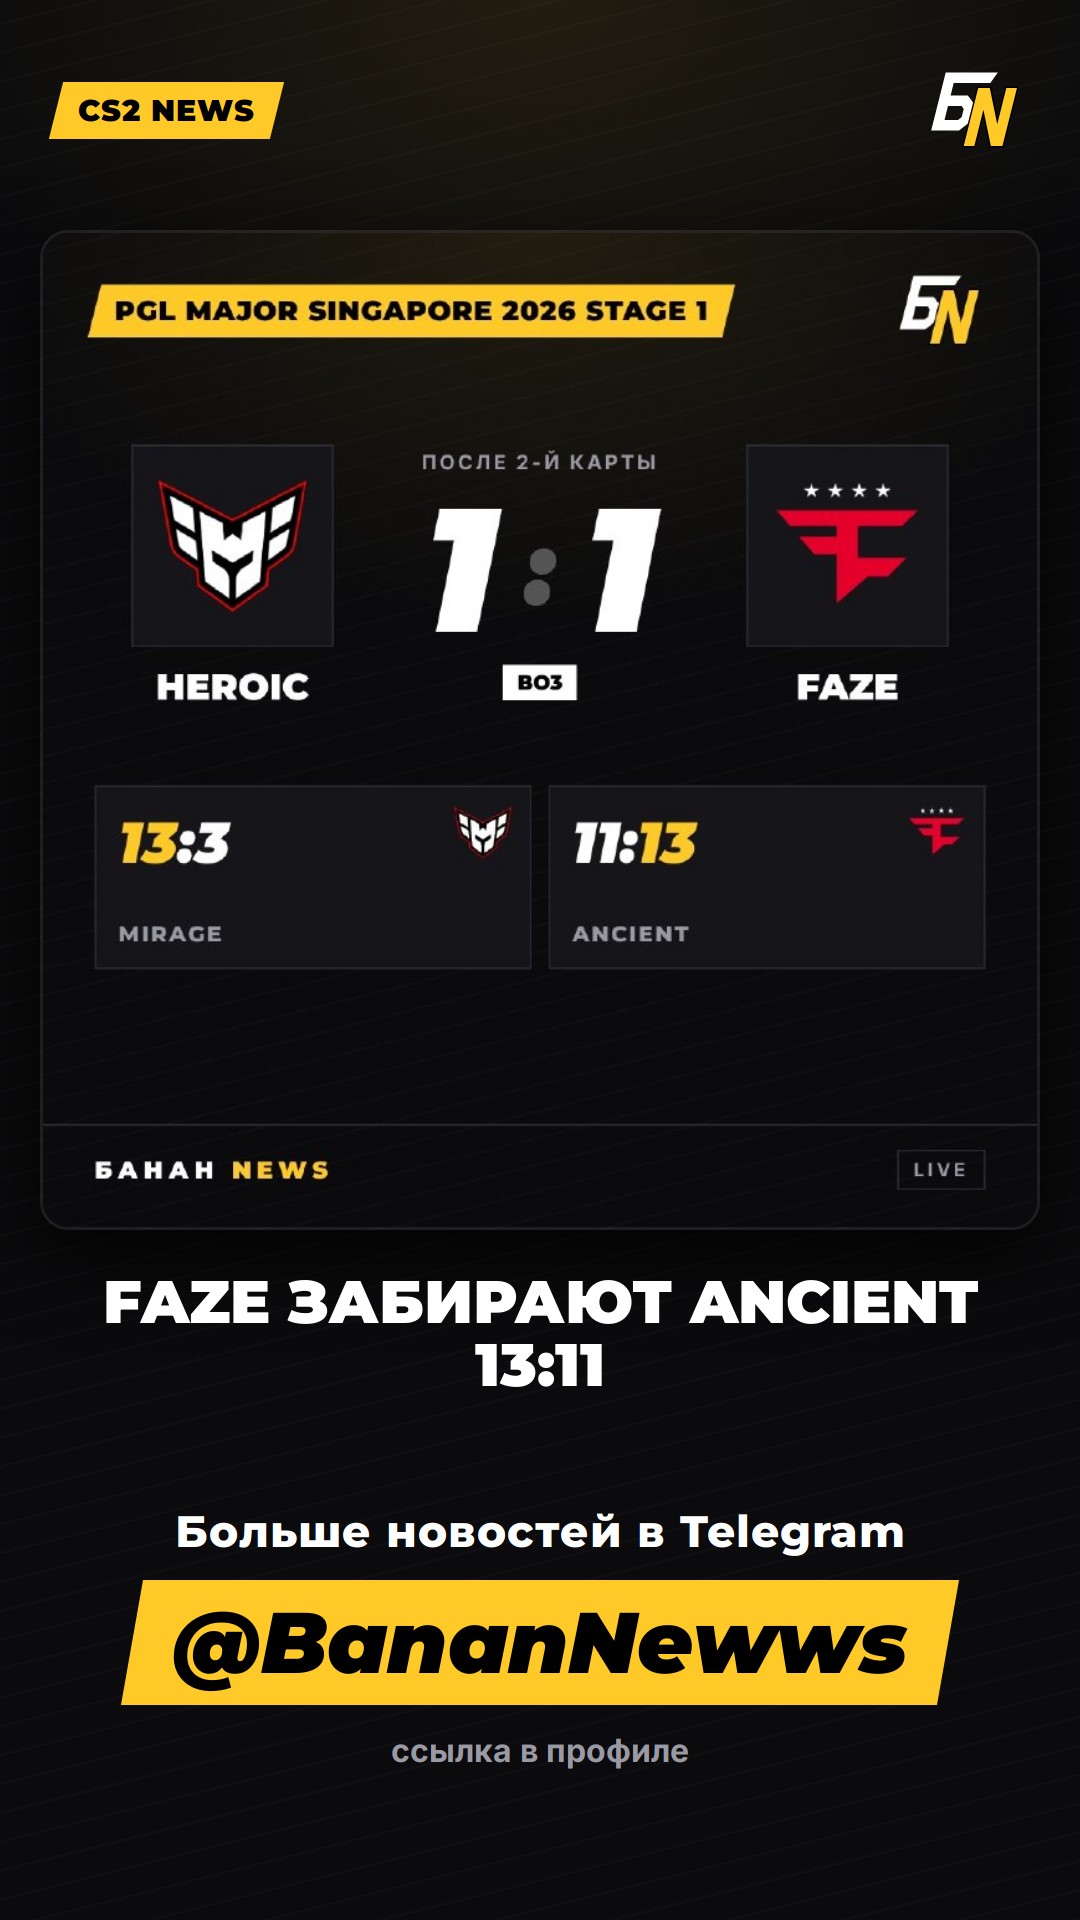 CS2 NEWS
БN
PGL MAJOR SINGAPORE 2026 STAGE 1
БN
ПОСЛЕ 2-Й КАРТЫ
1:1
HEROIC
BO3
FAZE
13:3
11:13
MIRAGE
ANCIENT
БАНАН NEWS
LIVE
FAZE ЗАБИРАЮТ ANCIENT
13:11
Больше новостей в Telegram
@BananNewws
ссылка в профиле